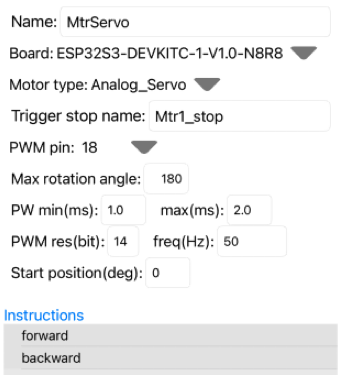 Name: MtrServo
Board: ESP32S3-DEVKITC-1-V1.0-N8R8
Motor type: Analog_Servo
Trigger stop name: Mtr1_stop
PWM pin: 18
Max rotation angle: 180
PW min(ms): 1.0 max(ms): 2.0
PWM res(bit): 14 freq(Hz): 50
Start position(deg): 0
Instructions
forward
backward